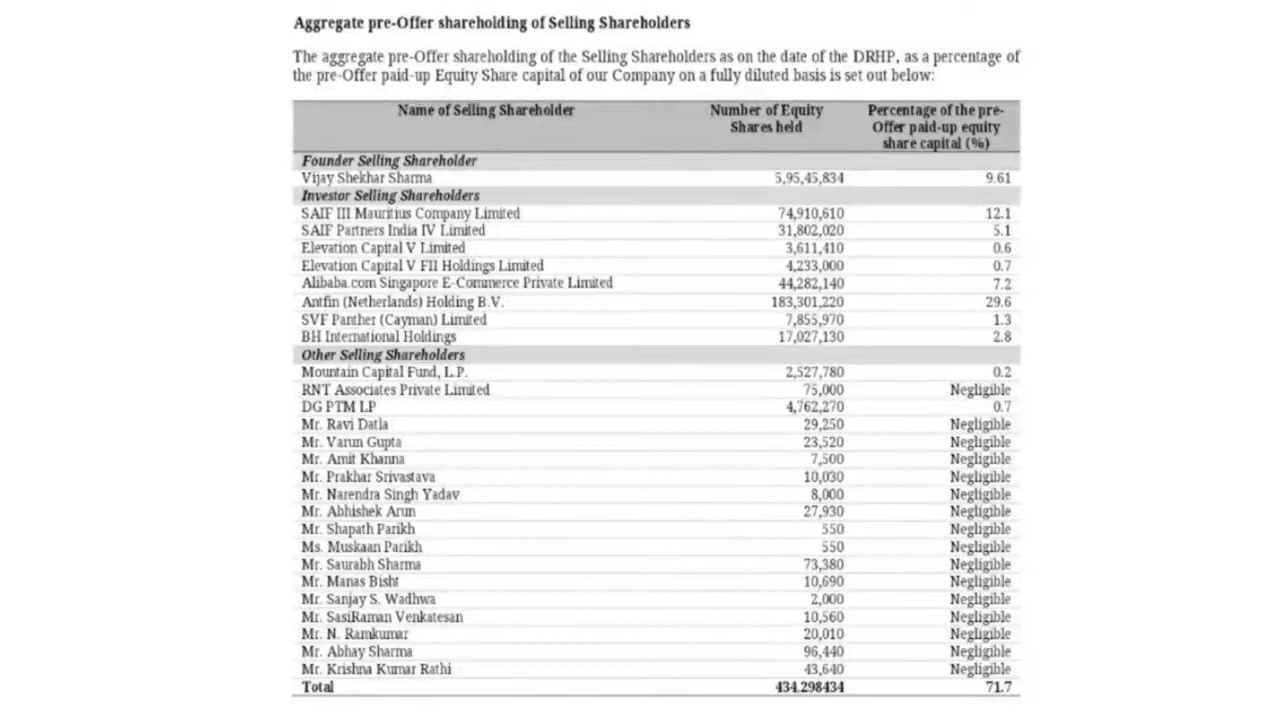 Aggregate pre-Offer shareholding of Selling Shareholders
The aggregate pre-Offer shareholding of the Selling Shareholders as on the date of the DRHP, as a percentage of
the pre-Offer paid-up Equity Share capital of our Company on a fully diluted basis is set out below:
Name of Selling Shareholder Number of Equity Percentage of the pre-
Shares held Offer paid-up equity
share capital (%)
Founder Selling Shareholder
Vijay Shekhar Sharma 5,95,45,834 9.61
Investor Selling Shareholders
SAIF III Mauritius Company Limited 74,910,610 12.1
SAIF Partners India IV Limited 31,802,020 5.1
Elevation Capital V Limited 3,611,410 0.6
Elevation Capital V FII Holdings Limited 4,233,000 0.7
Alibaba.com Singapore E-Commerce Private Limited 44,282,140 7.2
Antfin (Netherlands) Holding B.V. 183,301,220 29.6
SVF Panther (Cayman) Limited 7,855,970 1.3
BH International Holdings 17,027,130 2.8
Other Selling Shareholders
Mountain Capital Fund, L.P. 2,527,780 0.2
RNT Associates Private Limited 75,000 Negligible
DG PTM LP 4,762,270 0.7
Mr. Ravi Datla 29,250 Negligible
Mr. Varun Gupta 23,520 Negligible
Mr. Amit Khanna 7,500 Negligible
Mr. Prakhar Srivastava 10,030 Negligible
Mr. Narendra Singh Yadav 8,000 Negligible
Mr. Abhishek Arun 27,930 Negligible
Mr. Shapath Parikh 550 Negligible
Ms. Muskaan Parikh 550 Negligible
Mr. Saurabh Sharma 73,380 Negligible
Mr. Manas Bisht 10,690 Negligible
Mr. Sanjay S. Wadhwa 2,000 Negligible
Mr. SasiRaman Venkatesan 10,560 Negligible
Mr. N. Ramkumar 20,010 Negligible
Mr. Abhay Sharma 96,440 Negligible
Mr. Krishna Kumar Rathi 43,640 Negligible
Total 434.298434 71.7